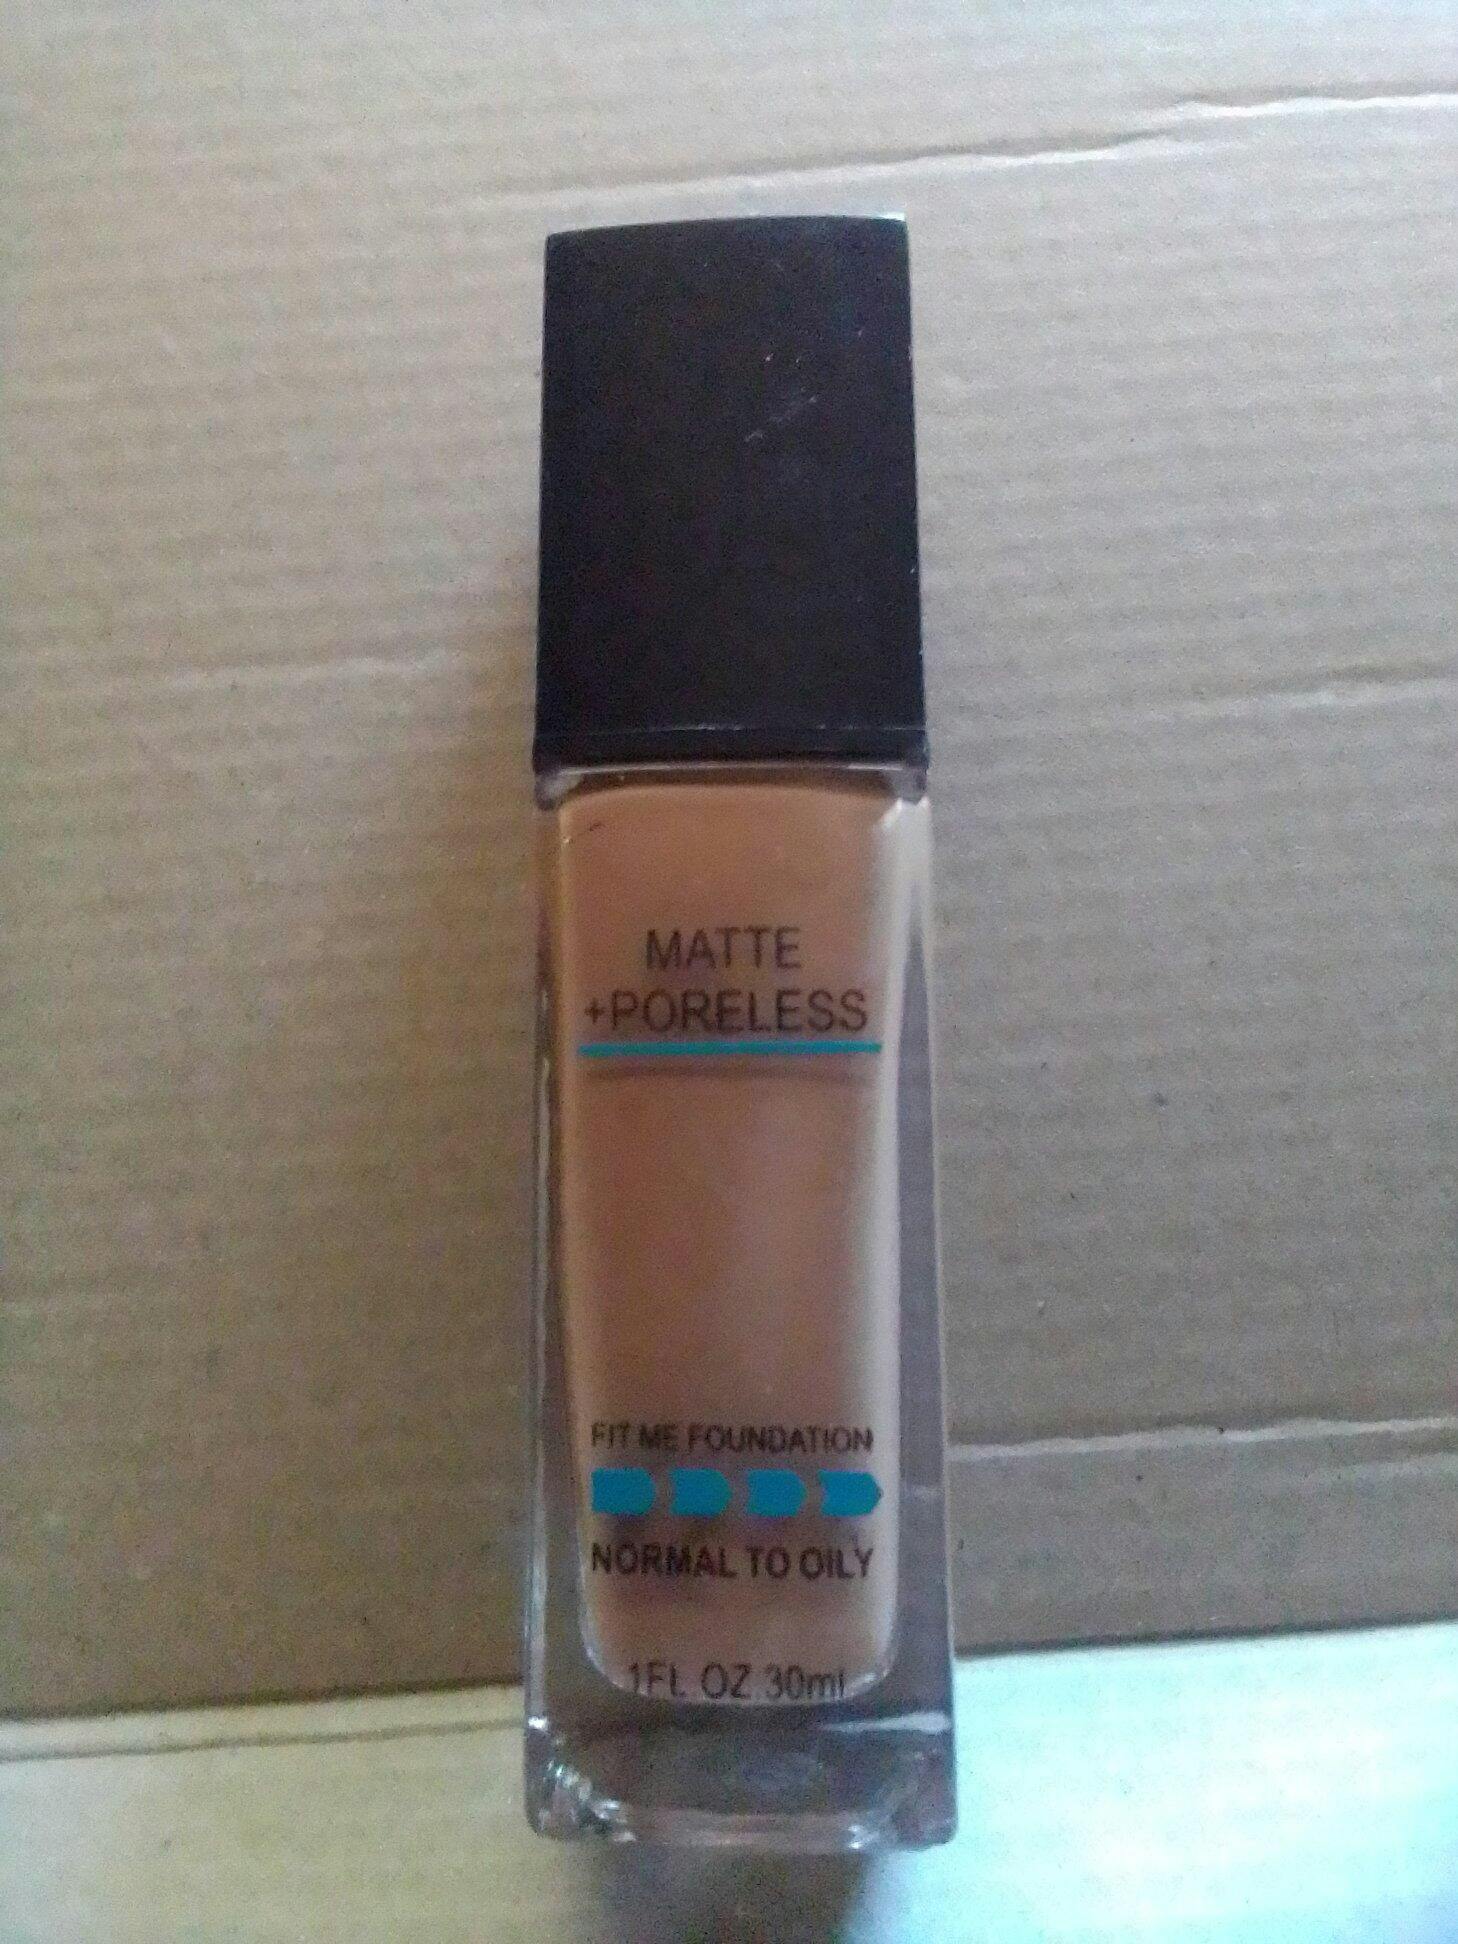 MATTE
+PORELESS
FIT ME FOUNDATION
NORMAL TO OILY
1FL OZ 30ml